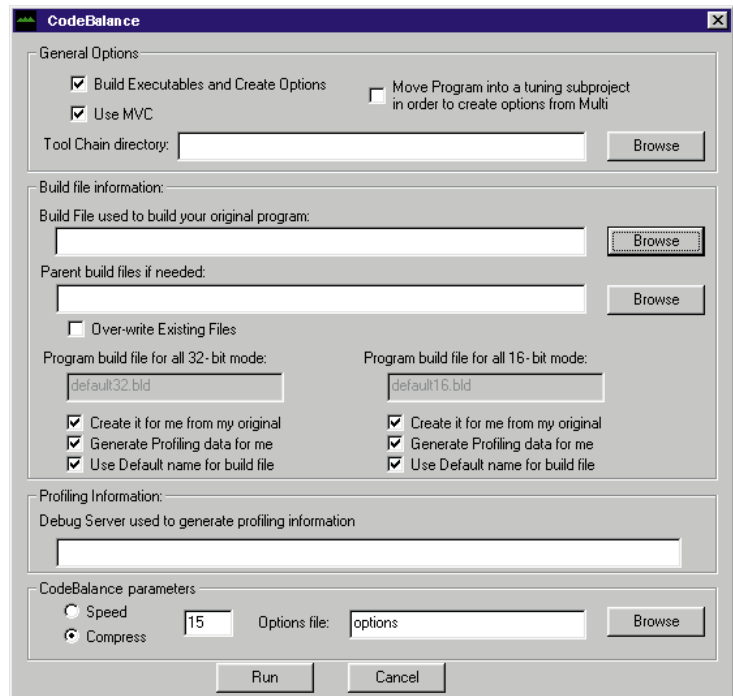 CodeBalance
General Options
Build Executables and Create Options
Move Program into a tuning subproject
in order to create options from Multi
Use MVC
Tool Chain directory:
Browse
Build file information:
Build File used to build your original program:
Browse
Parent build files if needed:
Browse
Over-write Existing Files
Program build file for all 32-bit mode:
Program build file for all 16-bit mode:
default32.bld
default16.bld
Create it for me from my original
Create it for me from my original
Generate Profiling data for me
Generate Profiling data for me
Use Default name for build file
Use Default name for build file
Profiling Information:
Debug Server used to generate profiling information
CodeBalance parameters
Speed
Compress
15
Options file:
options
Browse
Run
Cancel